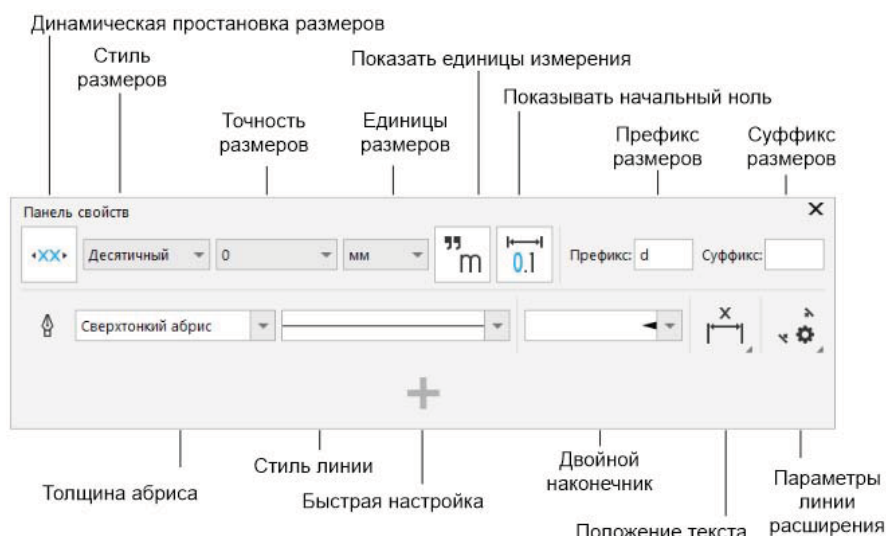 Динамическая простановка размеров
Стиль
размеров
Показать единицы измерения
Показывать начальный ноль
Точность
размеров
Единицы
размеров
Префикс
размеров
Суффикс
размеров
Панель свойств
Десятичный
0
мм
"m
0.1
Префикс: d
Суффикс:
Сверхтонкий абрис
x
Толщина абриса
Стиль линии
Быстрая настройка
Двойной
наконечник
Положение текста
Параметры
линии
расширения